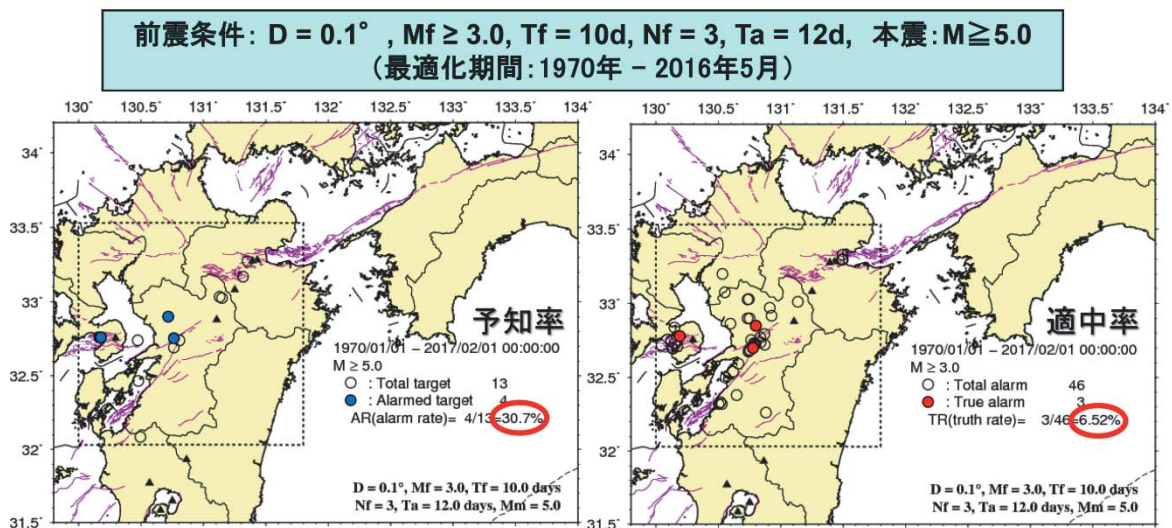 前震条件: D = 0.1°, Mf ≥ 3.0, Tf = 10d, Nf = 3, Ta = 12d, 本震:M≧5.0
(最適化期間:1970年 – 2016年5月)
130° 130.5° 131° 131.5° 132° 132.5° 133° 133.5° 134°
34°
33.5°
33°
32.5°
32°
31.5°
予知率
1970/01/01 – 2017/02/01 00:00:00
M ≥ 5.0
: Total target 13
: Alarmed target 4
AR(alarm rate)= 4/13=30.7%
D = 0.1°, Mf = 3.0, Tf = 10.0 days
Nf = 3, Ta = 12.0 days, Mm = 5.0
130° 130.5° 131° 131.5° 132° 132.5° 133° 133.5° 134°
34°
33.5°
33°
32.5°
32°
31.5°
適中率
1970/01/01 – 2017/02/01 00:00:00
M ≥ 3.0
: Total alarm 46
: True alarm 3
TR(truth rate)= 3/46=6.52%
D = 0.1°, Mf = 3.0, Tf = 10.0 days
Nf = 3, Ta = 12.0 days, Mm = 5.0